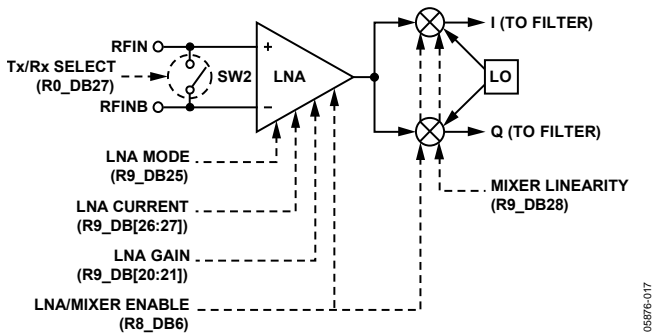 RFIN
I (TO FILTER)
Tx/Rx SELECT
(R0_DB27)
+
SW2
LNA
LO
RFINB
–
Q (TO FILTER)
LNA MODE
(R9_DB25)
MIXER LINEARITY
(R9_DB28)
LNA CURRENT
(R9_DB[26:27])
LNA GAIN
(R9_DB[20:21])
LNA/MIXER ENABLE
(R8_DB6)
05876-017